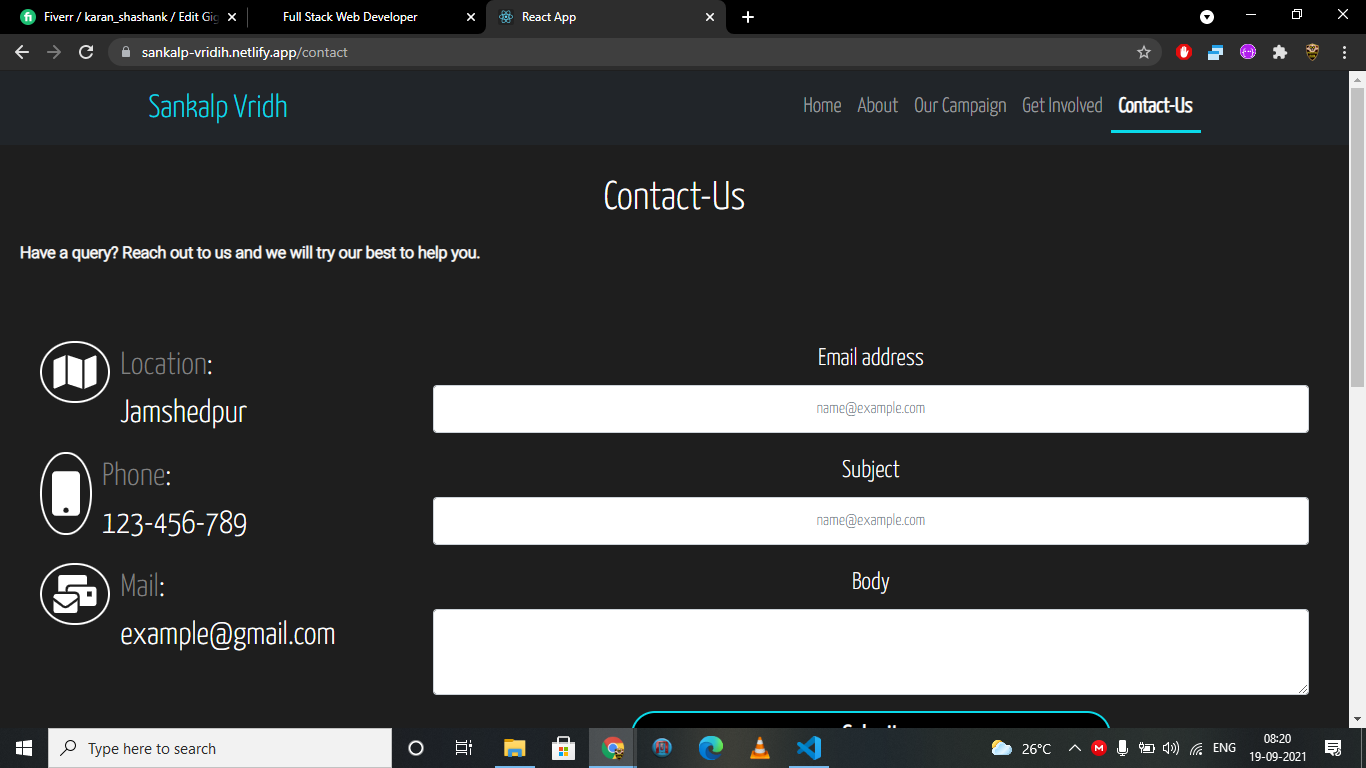 Fiverr / karan_shashank / Edit Gig
Full Stack Web Developer
React App
sankalp-vridih.netlify.app/contact
Sankalp Vridh
Home About Our Campaign Get Involved Contact-Us
Contact-Us
Have a query? Reach out to us and we will try our best to help you.
Location:
Jamshedpur
Phone:
123-456-789
Mail:
example@gmail.com
Email address
name@example.com
Subject
name@example.com
Body
Type here to search
26°C
ENG
08:20
19-09-2021